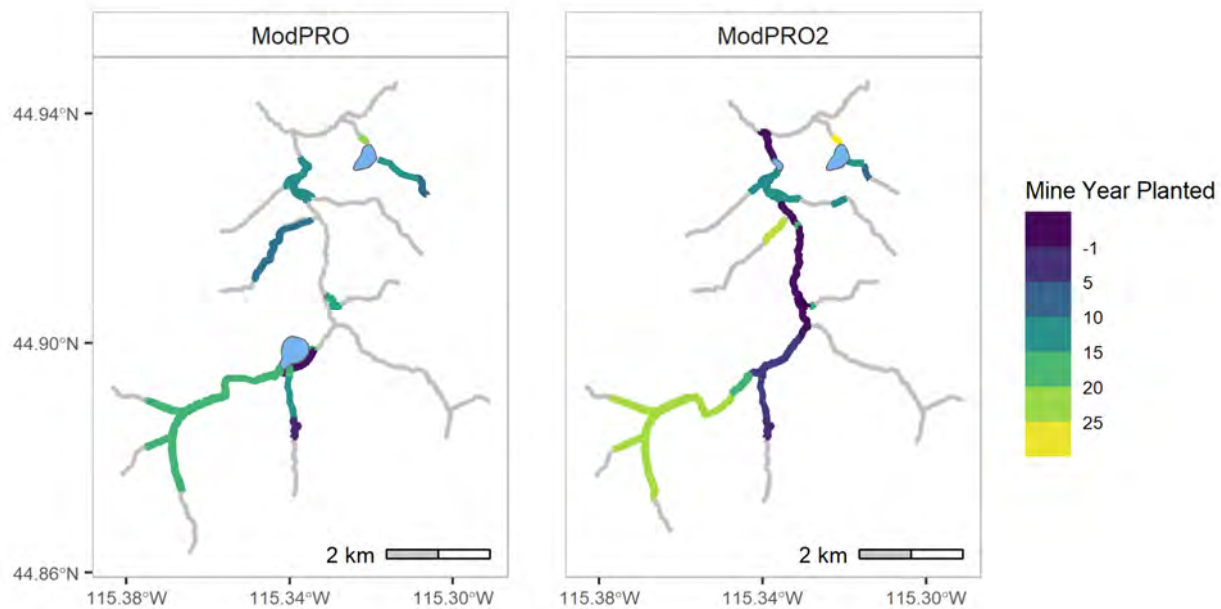 ModPRO
ModPRO2
44.94°N
44.90°N
44.86°N
2 km
2 km
115.38°W
115.34°W
115.30°W
115.38°W
115.34°W
115.30°W
Mine Year Planted
-1
5
10
15
20
25